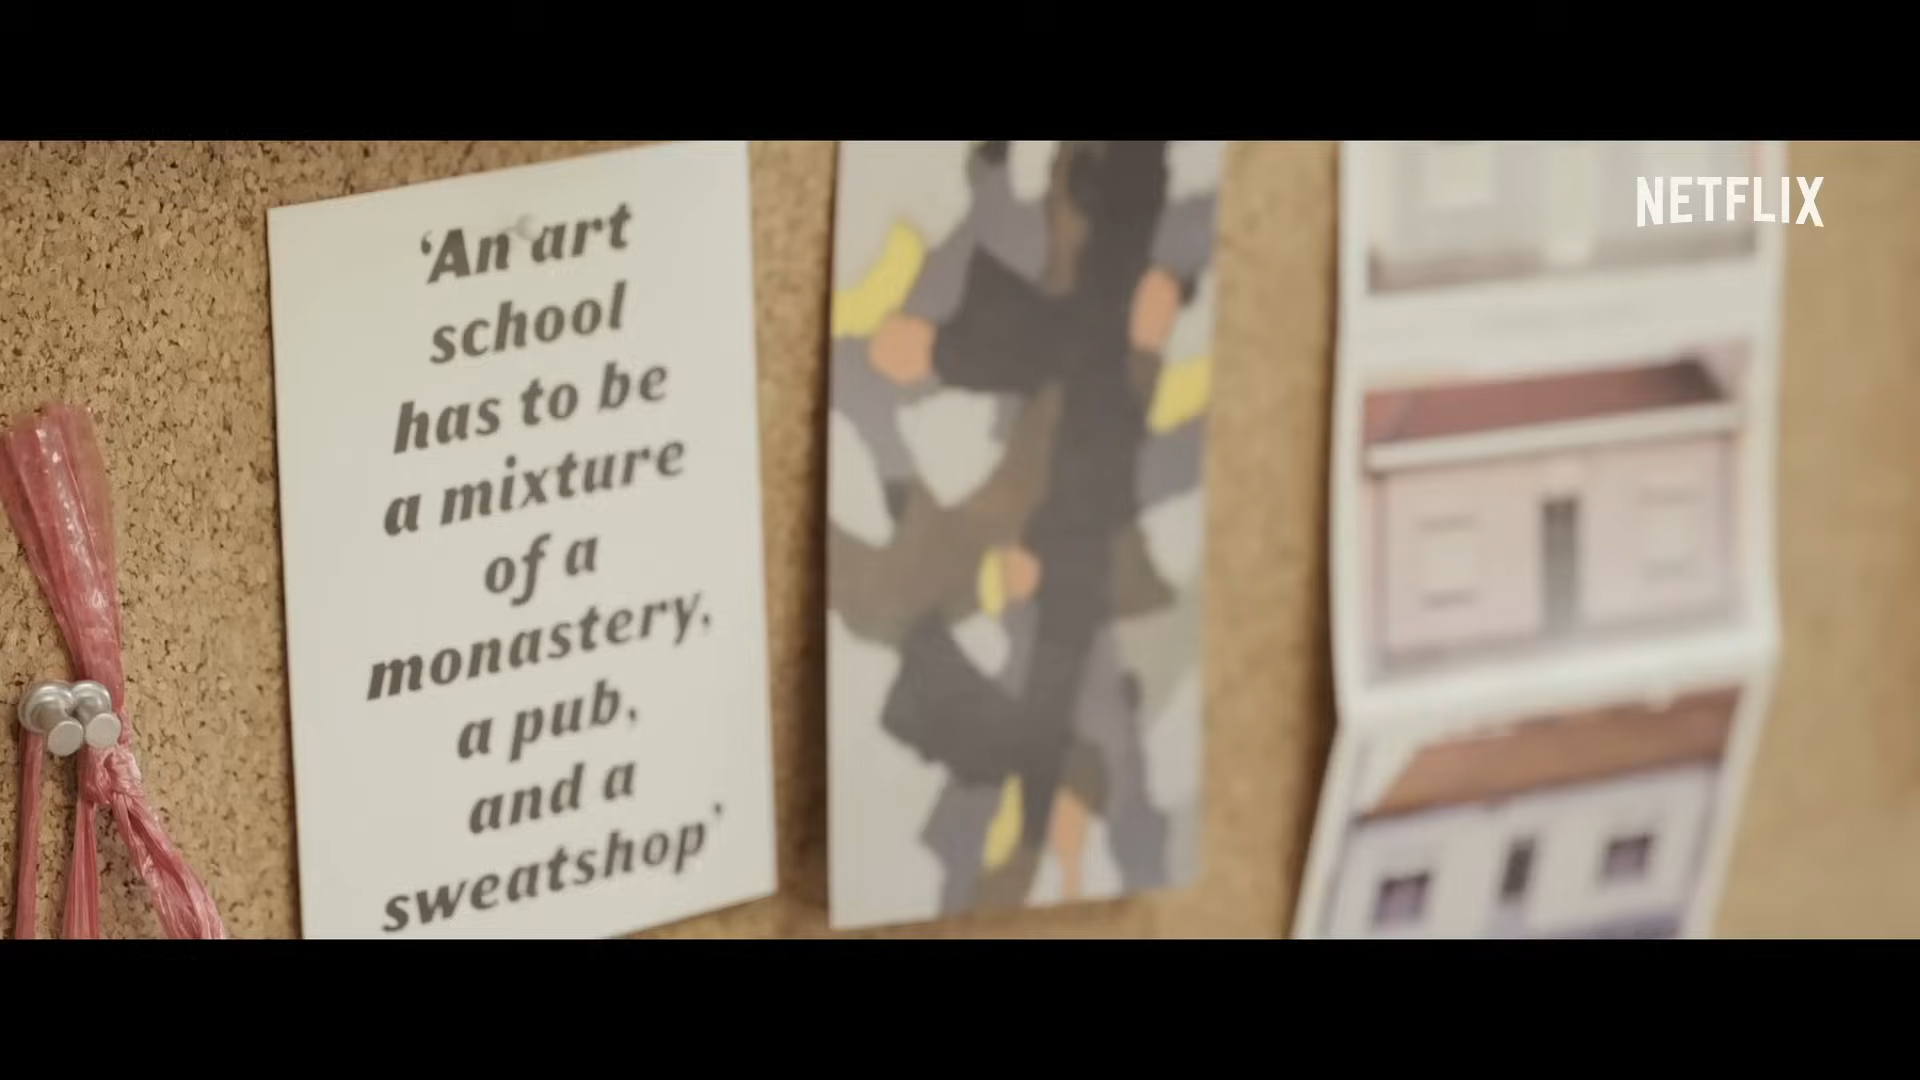 NETFLIX
‘An art
school
has to be
a mixture
of a
monastery,
a pub,
and a
sweatshop’